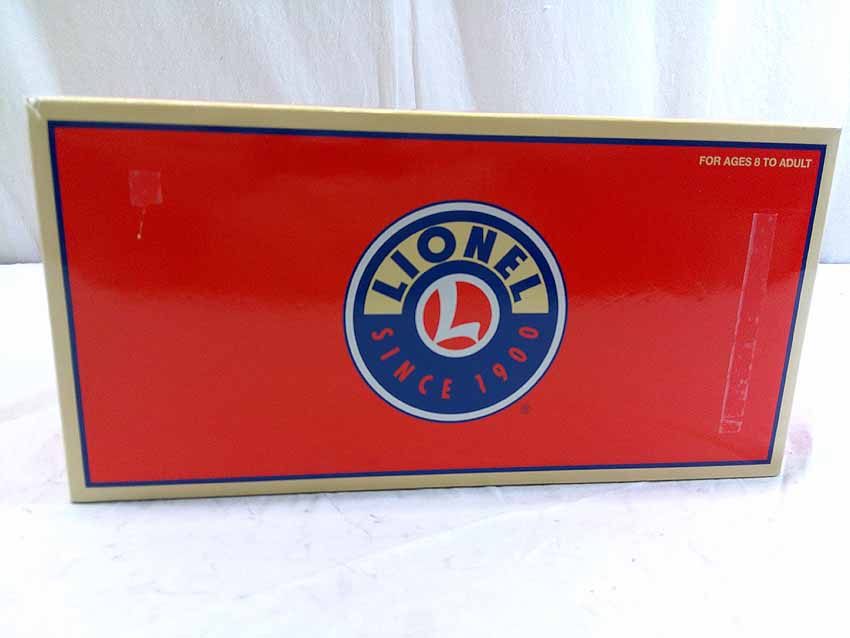 FOR AGES 8 TO ADULT
LIONEL
L
SINCE 1900
®